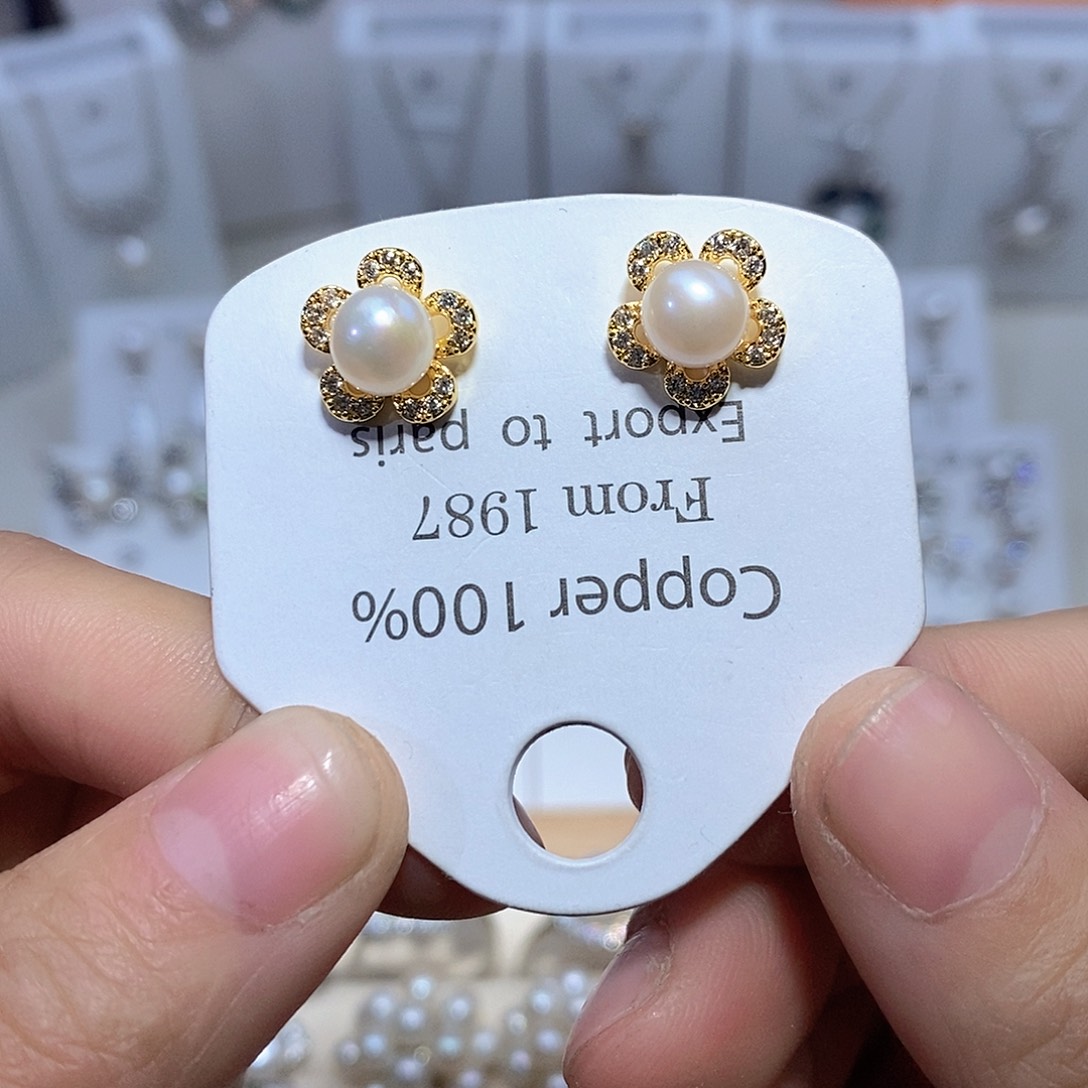 Copper 100%
From 1987
Export to paris